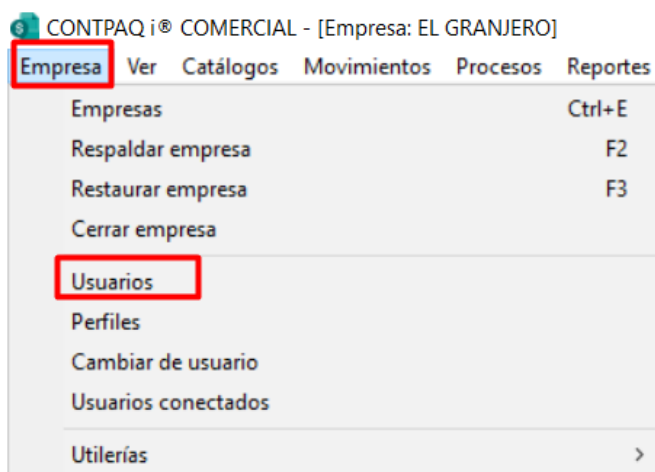 CONTPAQ i® COMERCIAL - [Empresa: EL GRANJERO]
Empresa Ver Catálogos Movimientos Procesos Reportes
Empresas Ctrl+E
Respaldar empresa F2
Restaurar empresa F3
Cerrar empresa
Usuarios
Perfiles
Cambiar de usuario
Usuarios conectados
Utilerías >